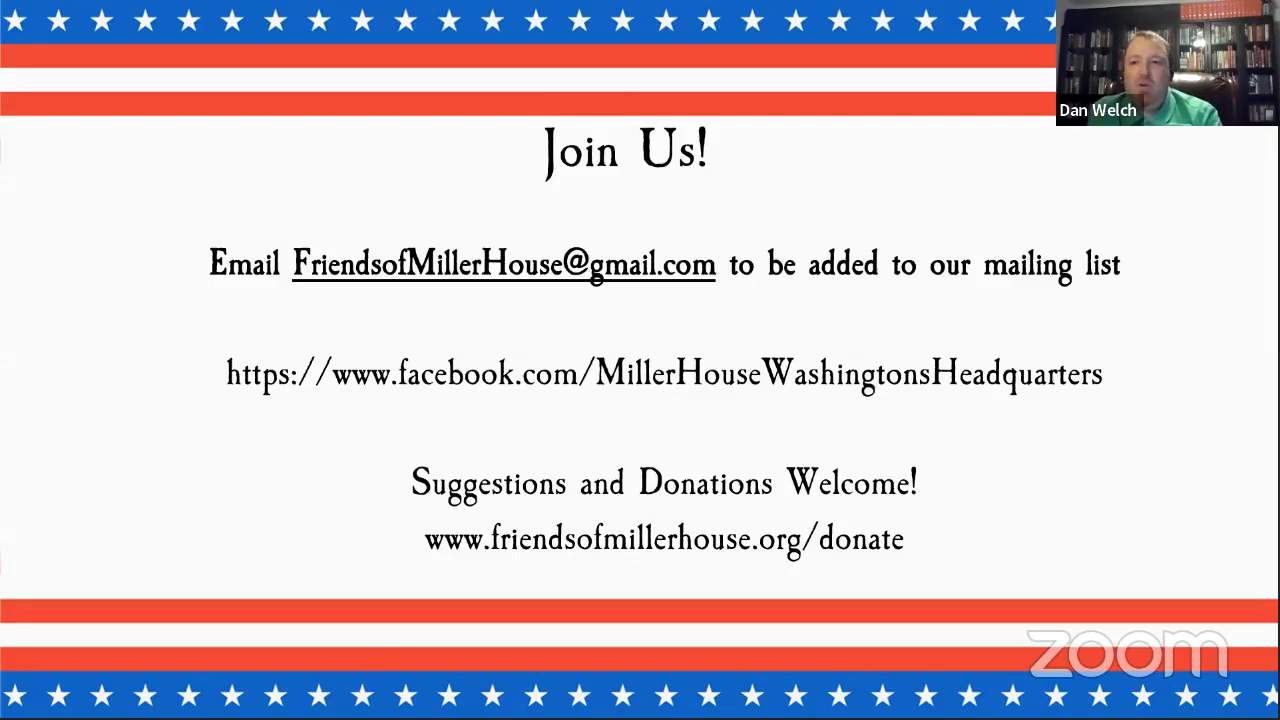 Dan Welch
Join Us!
Email FriendsofMillerHouse@gmail.com to be added to our mailing list
https://www.facebook.com/MillerHouseWashingtonsHeadquarters
Suggestions and Donations Welcome!
www.friendsofmillerhouse.org/donate
zoom